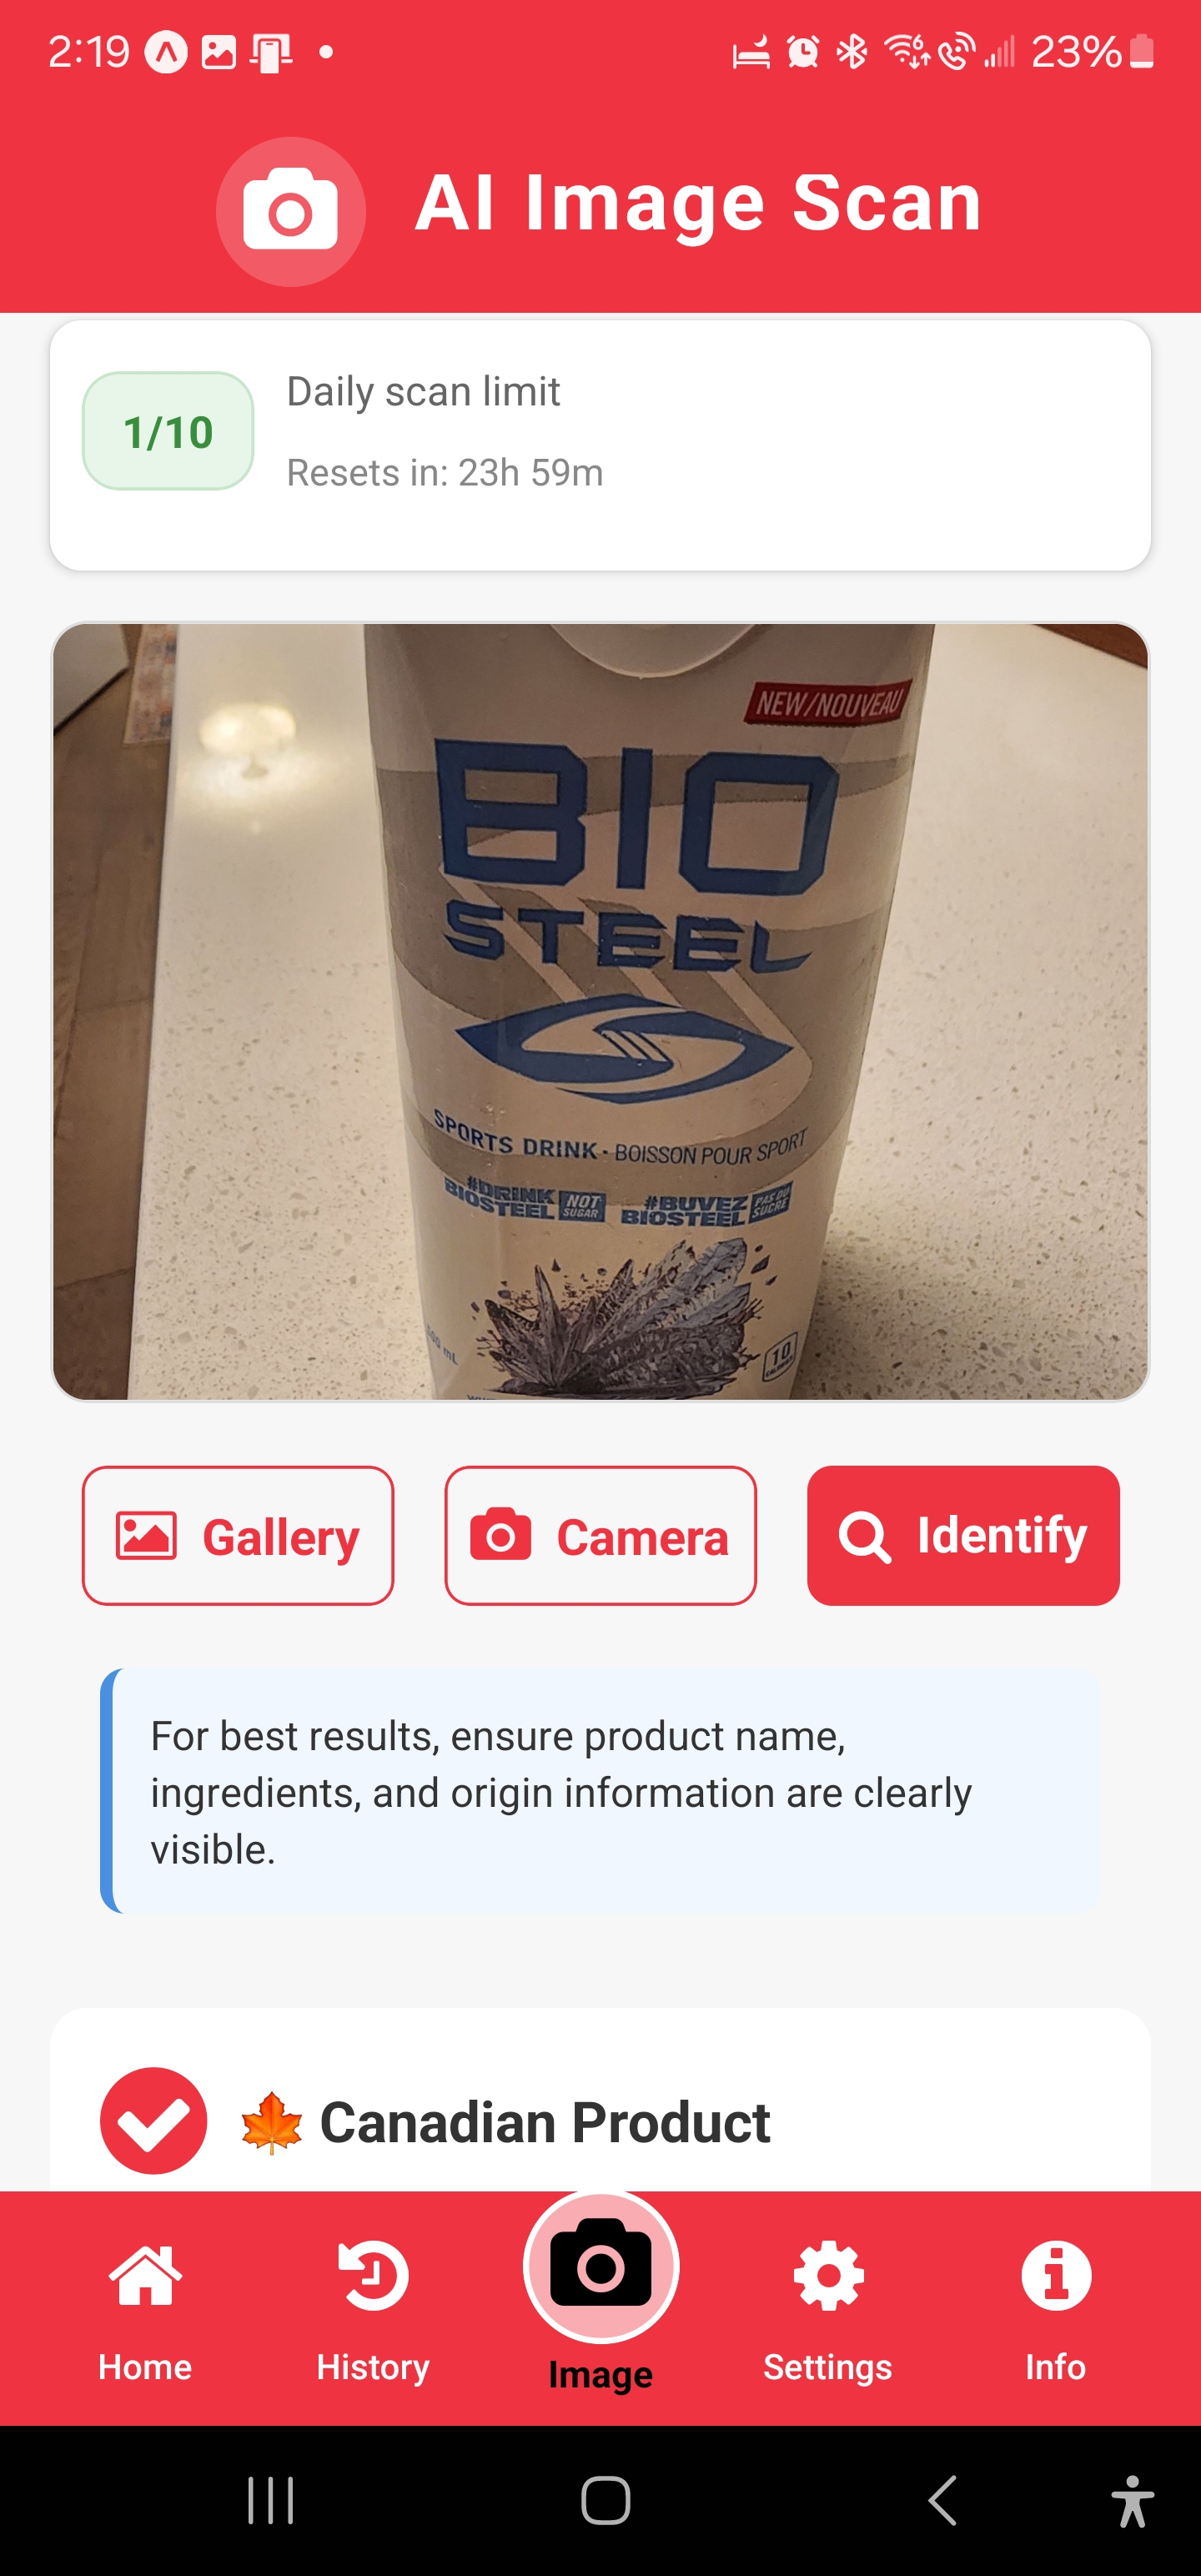 2:19
23%
AI Image Scan
1/10
Daily scan limit
Resets in: 23h 59m
NEW/NOUVEAU
BIO
STEEL
SPORTS DRINK · BOISSON POUR SPORT
#DRINK BIOSTEEL NOT SUGAR #BUVEZ BIOSTEEL PAS DU SUCRE
mL
10
Gallery
Camera
Identify
For best results, ensure product name,
ingredients, and origin information are clearly
visible.
Canadian Product
Home
History
Image
Settings
Info